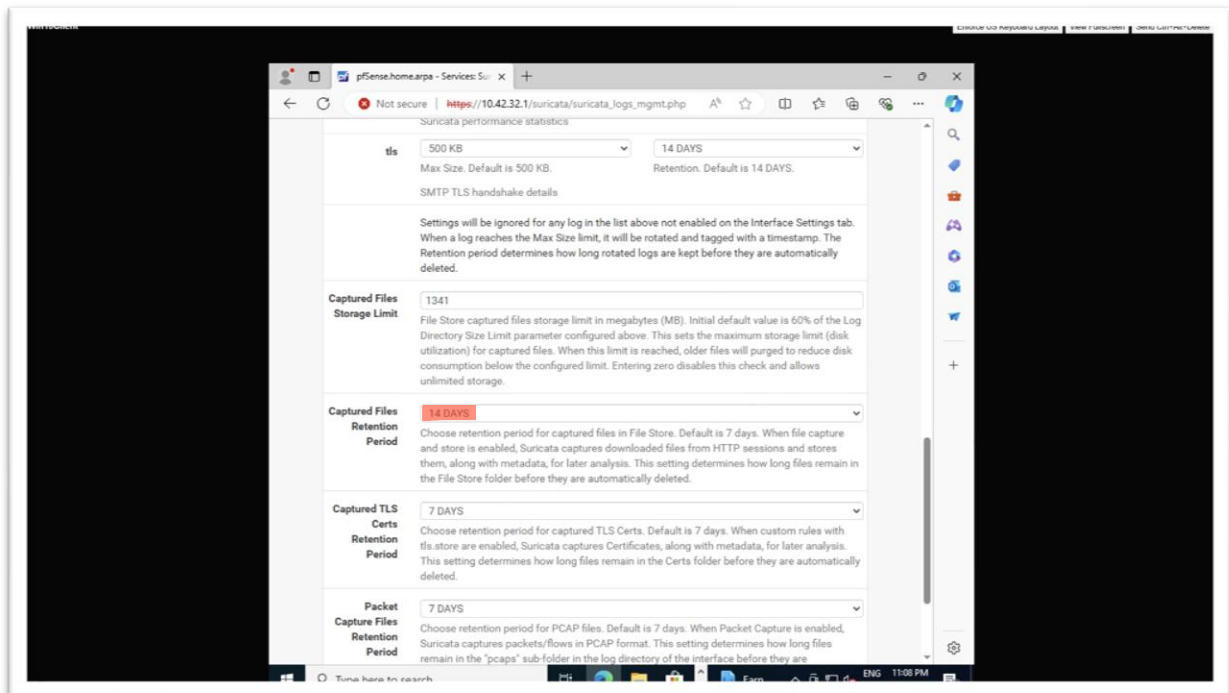 WinTGClient
Enforce US Keyboard Layout View Fullscreen Send Ctrl-Alt-Delete
pfSense.home.arpa - Services: Sur
Not secure https://10.42.32.1/suricata/suricata_logs_mgmt.php
Suricata performance statistics
tls
500 KB 14 DAYS
Max Size. Default is 500 KB. Retention. Default is 14 DAYS.
SMTP TLS handshake details
Settings will be ignored for any log in the list above not enabled on the Interface Settings tab.
When a log reaches the Max Size limit, it will be rotated and tagged with a timestamp. The
Retention period determines how long rotated logs are kept before they are automatically
deleted.
Captured Files
Storage Limit
1341
File Store captured files storage limit in megabytes (MB). Initial default value is 60% of the Log
Directory Size Limit parameter configured above. This sets the maximum storage limit (disk
utilization) for captured files. When this limit is reached, older files will purged to reduce disk
consumption below the configured limit. Entering zero disables this check and allows
unlimited storage.
Captured Files
Retention
Period
14 DAYS
Choose retention period for captured files in File Store. Default is 7 days. When file capture
and store is enabled, Suricata captures downloaded files from HTTP sessions and stores
them, along with metadata, for later analysis. This setting determines how long files remain in
the File Store folder before they are automatically deleted.
Captured TLS
Certs
Retention
Period
7 DAYS
Choose retention period for captured TLS Certs. Default is 7 days. When custom rules with
tls.store are enabled, Suricata captures Certificates, along with metadata, for later analysis.
This setting determines how long files remain in the Certs folder before they are automatically
deleted.
Packet
Capture Files
Retention
Period
7 DAYS
Choose retention period for PCAP files. Default is 7 days. When Packet Capture is enabled,
Suricata captures packets/flows in PCAP format. This setting determines how long files
remain in the "pcaps" sub-folder in the log directory of the interface before they are
Type here to search Earn ENG 11:08 PM